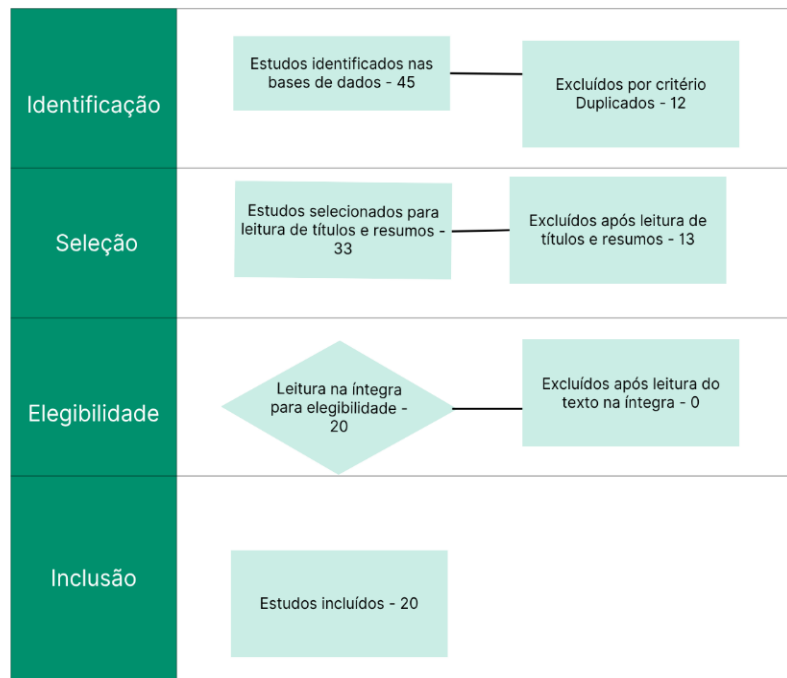 Identificação
Estudos identificados nas
bases de dados - 45
Excluídos por critério
Duplicados - 12
Seleção
Estudos selecionados para
leitura de títulos e resumos -
33
Excluídos após leitura de
títulos e resumos - 13
Elegibilidade
Leitura na íntegra
para elegibilidade -
20
Excluídos após leitura do
texto na íntegra - 0
Inclusão
Estudos incluídos - 20